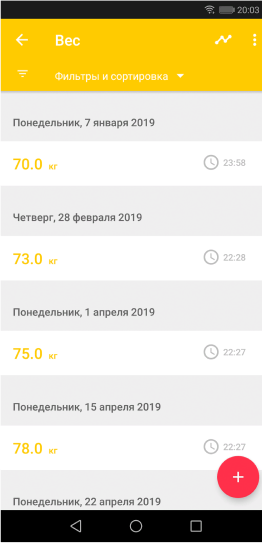 20:03
Вес
Фильтры и сортировка
Понедельник, 7 января 2019
70.0 кг 23:58
Четверг, 28 февраля 2019
73.0 кг 22:28
Понедельник, 1 апреля 2019
75.0 кг 22:27
Понедельник, 15 апреля 2019
78.0 кг 22:27
Понедельник, 22 апреля 2019